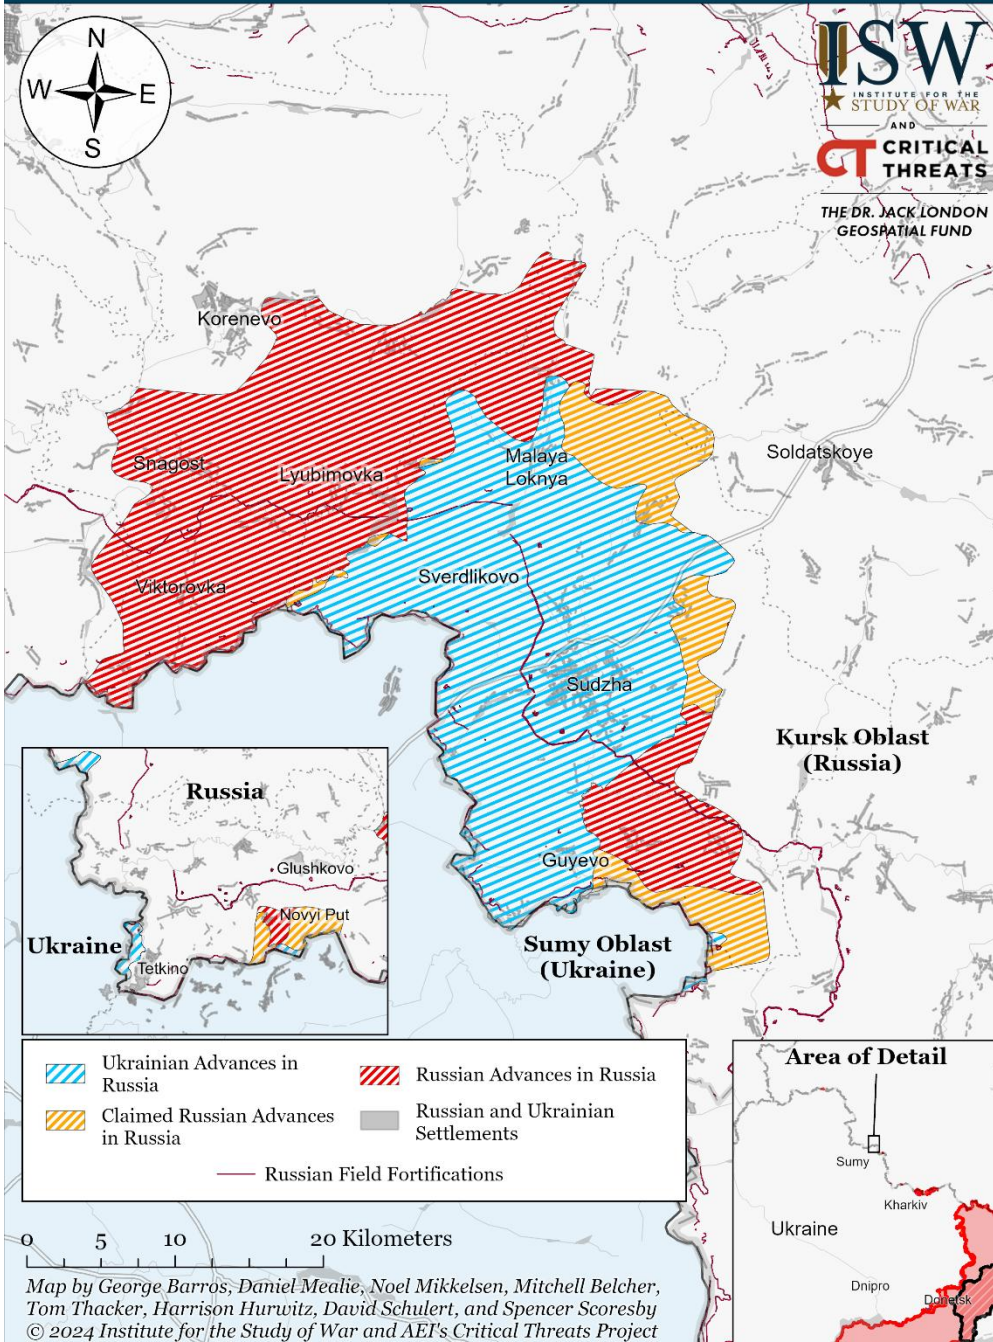 N
W
E
S
ISW
INSTITUTE FOR THE
STUDY OF WAR
AND
CT CRITICAL
THREATS
THE DR. JACK LONDON
GEOSPATIAL FUND
Korenevo
Snagost
Lyubimovka
Malaya
Loknya
Soldatskoye
Viktorovka
Sverdlikovo
Sudzha
Kursk Oblast
(Russia)
Guyevo
Sumy Oblast
(Ukraine)
Russia
Glushkovo
Novyi Put
Ukraine
Tetkino
Ukrainian Advances in
Russia
Russian Advances in Russia
Claimed Russian Advances
in Russia
Russian and Ukrainian
Settlements
Russian Field Fortifications
Area of Detail
Sumy
Kharkiv
Ukraine
Dnipro
Donetsk
0 5 10 20 Kilometers
Map by George Barros, Daniel Mealie, Noel Mikkelsen, Mitchell Belcher,
Tom Thacker, Harrison Hurwitz, David Schulert, and Spencer Scoresby
© 2024 Institute for the Study of War and AEI's Critical Threats Project